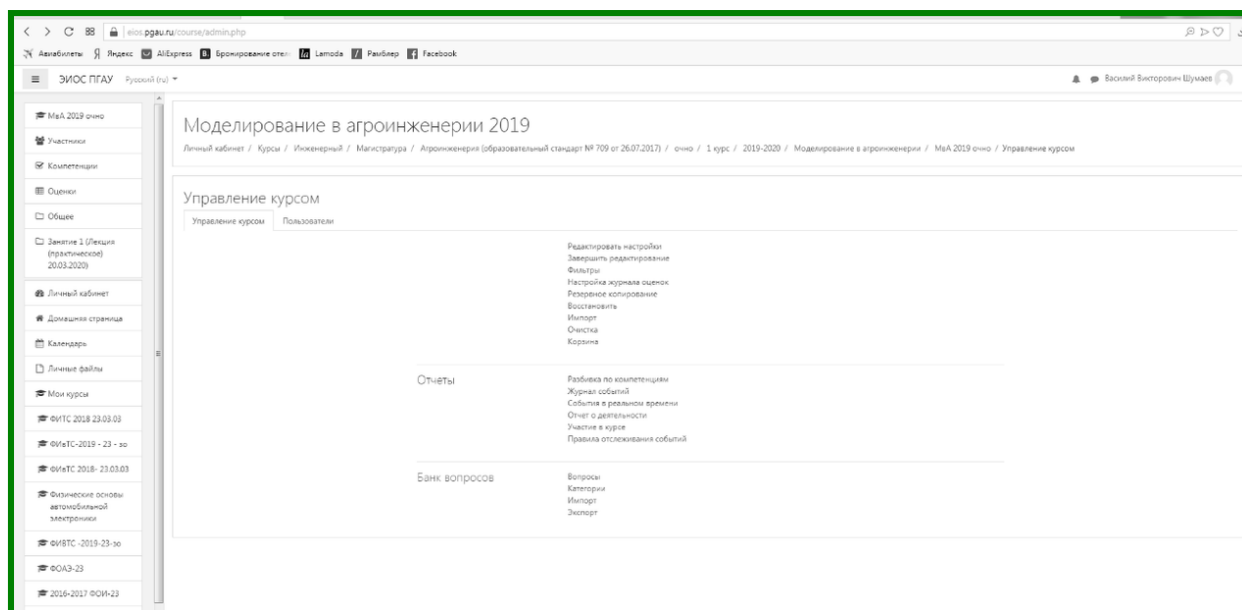 eios.pgau.ru/course/admin.php
Авиабилеты Яндекс AliExpress Бронирование отел Lamoda Рамблер Facebook
ЭИОС ПГАУ Русский (ru)
Василий Викторович Шумаев
МвА 2019 очно
Участники
Компетенции
Оценки
Общее
Занятие 1 (Лекция
(практическое)
20.03.2020)
Личный кабинет
Домашняя страница
Календарь
Личные файлы
Мои курсы
ФИТС 2018 23.03.03
ФИвТС-2019 - 23 - зо
ФИвТС 2018- 23.03.03
Физические основы
автомобильной
электроники
ФИВТС -2019-23-зо
ФОАЭ-23
2016-2017 ФОИ-23
Моделирование в агроинженерии 2019
Личный кабинет / Курсы / Инженерный / Магистратура / Агроинженерия (образовательный стандарт № 709 от 26.07.2017) / очно / 1 курс / 2019-2020 / Моделирование в агроинженерии / МвА 2019 очно / Управление курсом
Управление курсом
Управление курсом Пользователи
Редактировать настройки
Завершить редактирование
Фильтры
Настройка журнала оценок
Резервное копирование
Восстановить
Импорт
Очистка
Корзина
Отчеты
Разбивка по компетенциям
Журнал событий
События в реальном времени
Отчет о деятельности
Участие в курсе
Правила отслеживания событий
Банк вопросов
Вопросы
Категории
Импорт
Экспорт